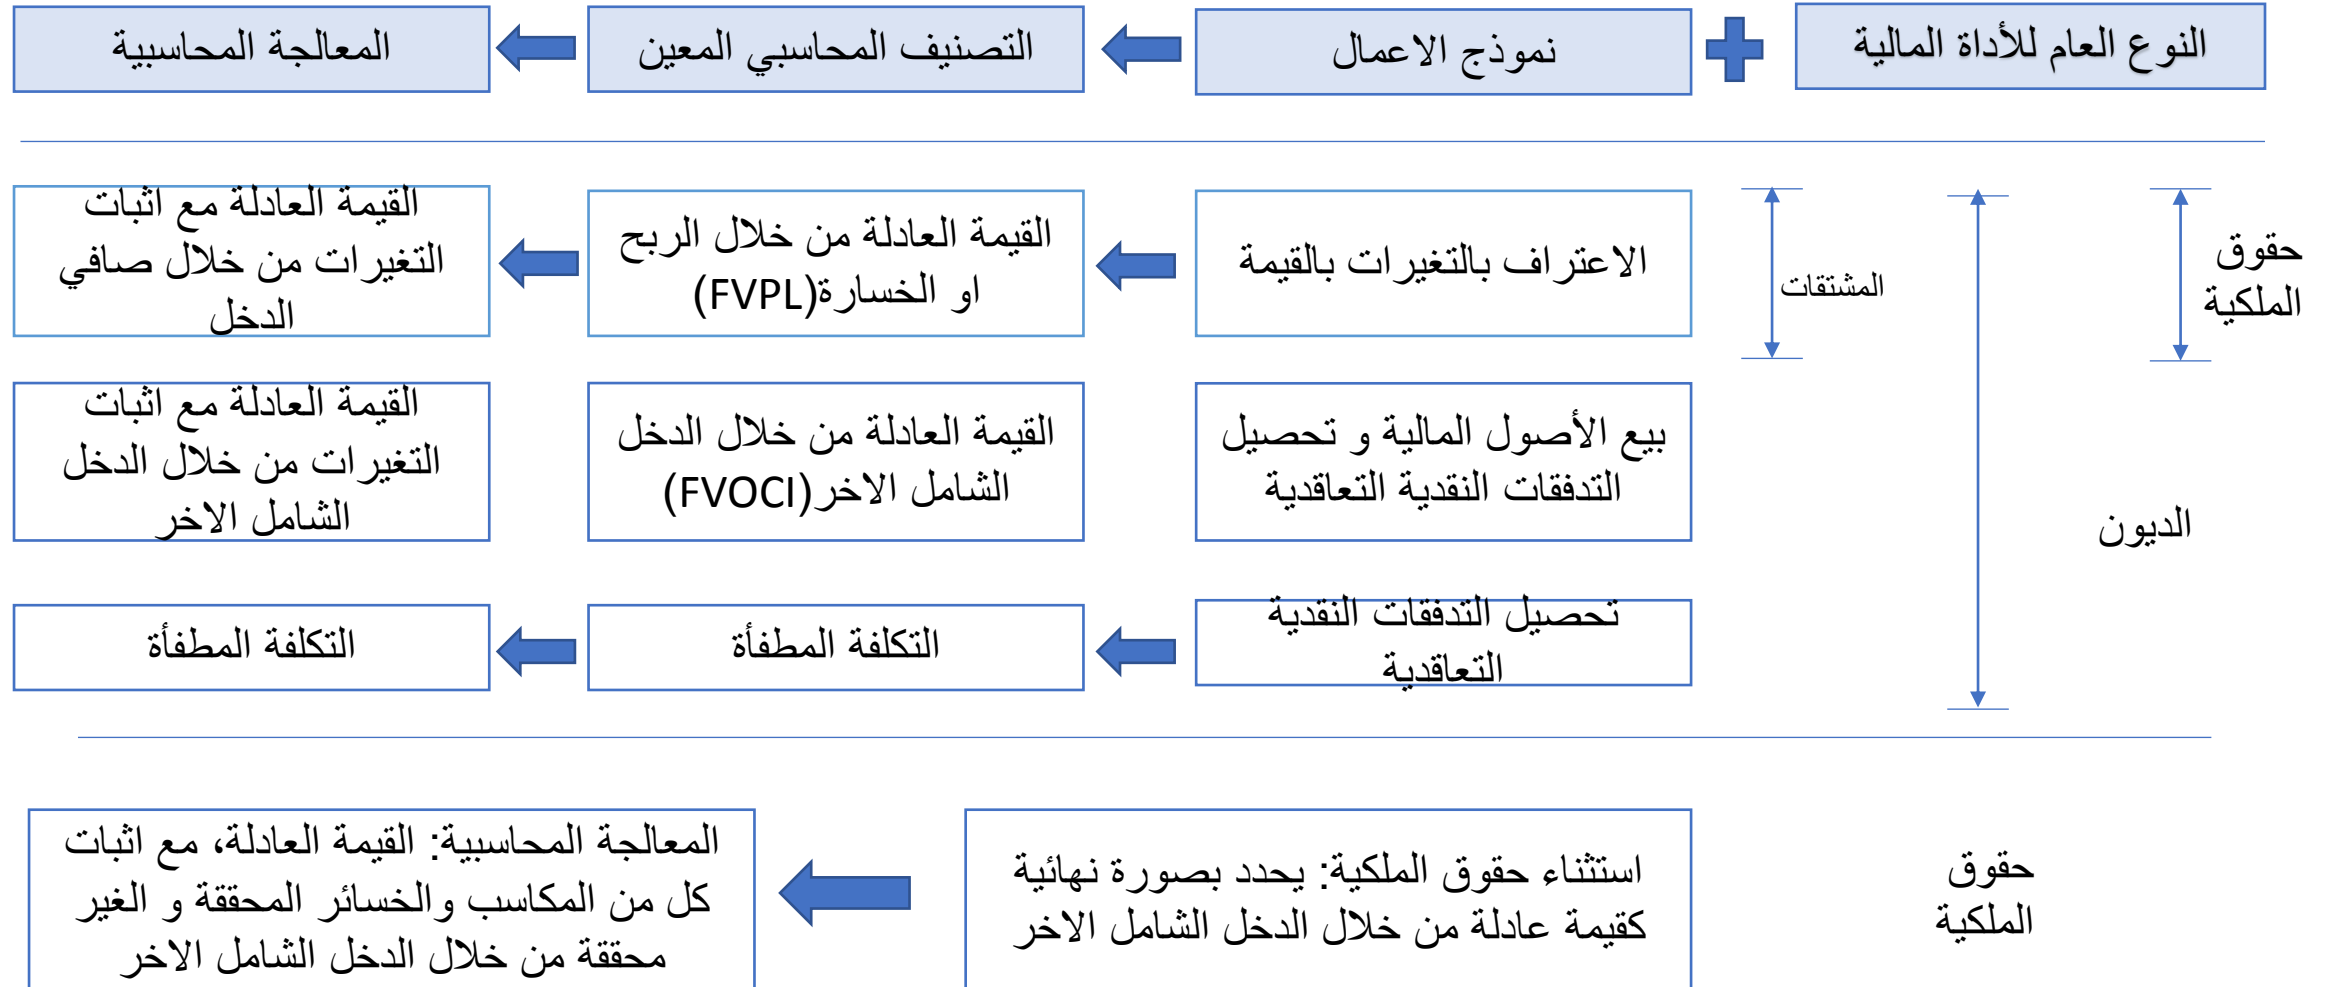 النوع العام للأداة المالية
نموذج الاعمال
التصنيف المحاسبي المعين
المعالجة المحاسبية
حقوق
الملكية
المشتقات
الاعتراف بالتغيرات بالقيمة
القيمة العادلة من خلال الربح
او الخسارة(FVPL)
القيمة العادلة مع اثبات
التغيرات من خلال صافي
الدخل
الديون
بيع الأصول المالية و تحصيل
التدفقات النقدية التعاقدية
القيمة العادلة من خلال الدخل
الشامل الاخر(FVOCI)
القيمة العادلة مع اثبات
التغيرات من خلال الدخل
الشامل الاخر
تحصيل التدفقات النقدية
التعاقدية
التكلفة المطفأة
التكلفة المطفأة
حقوق
الملكية
استثناء حقوق الملكية: يحدد بصورة نهائية
كقيمة عادلة من خلال الدخل الشامل الاخر
المعالجة المحاسبية: القيمة العادلة، مع اثبات
كل من المكاسب والخسائر المحققة و الغير
محققة من خلال الدخل الشامل الاخر